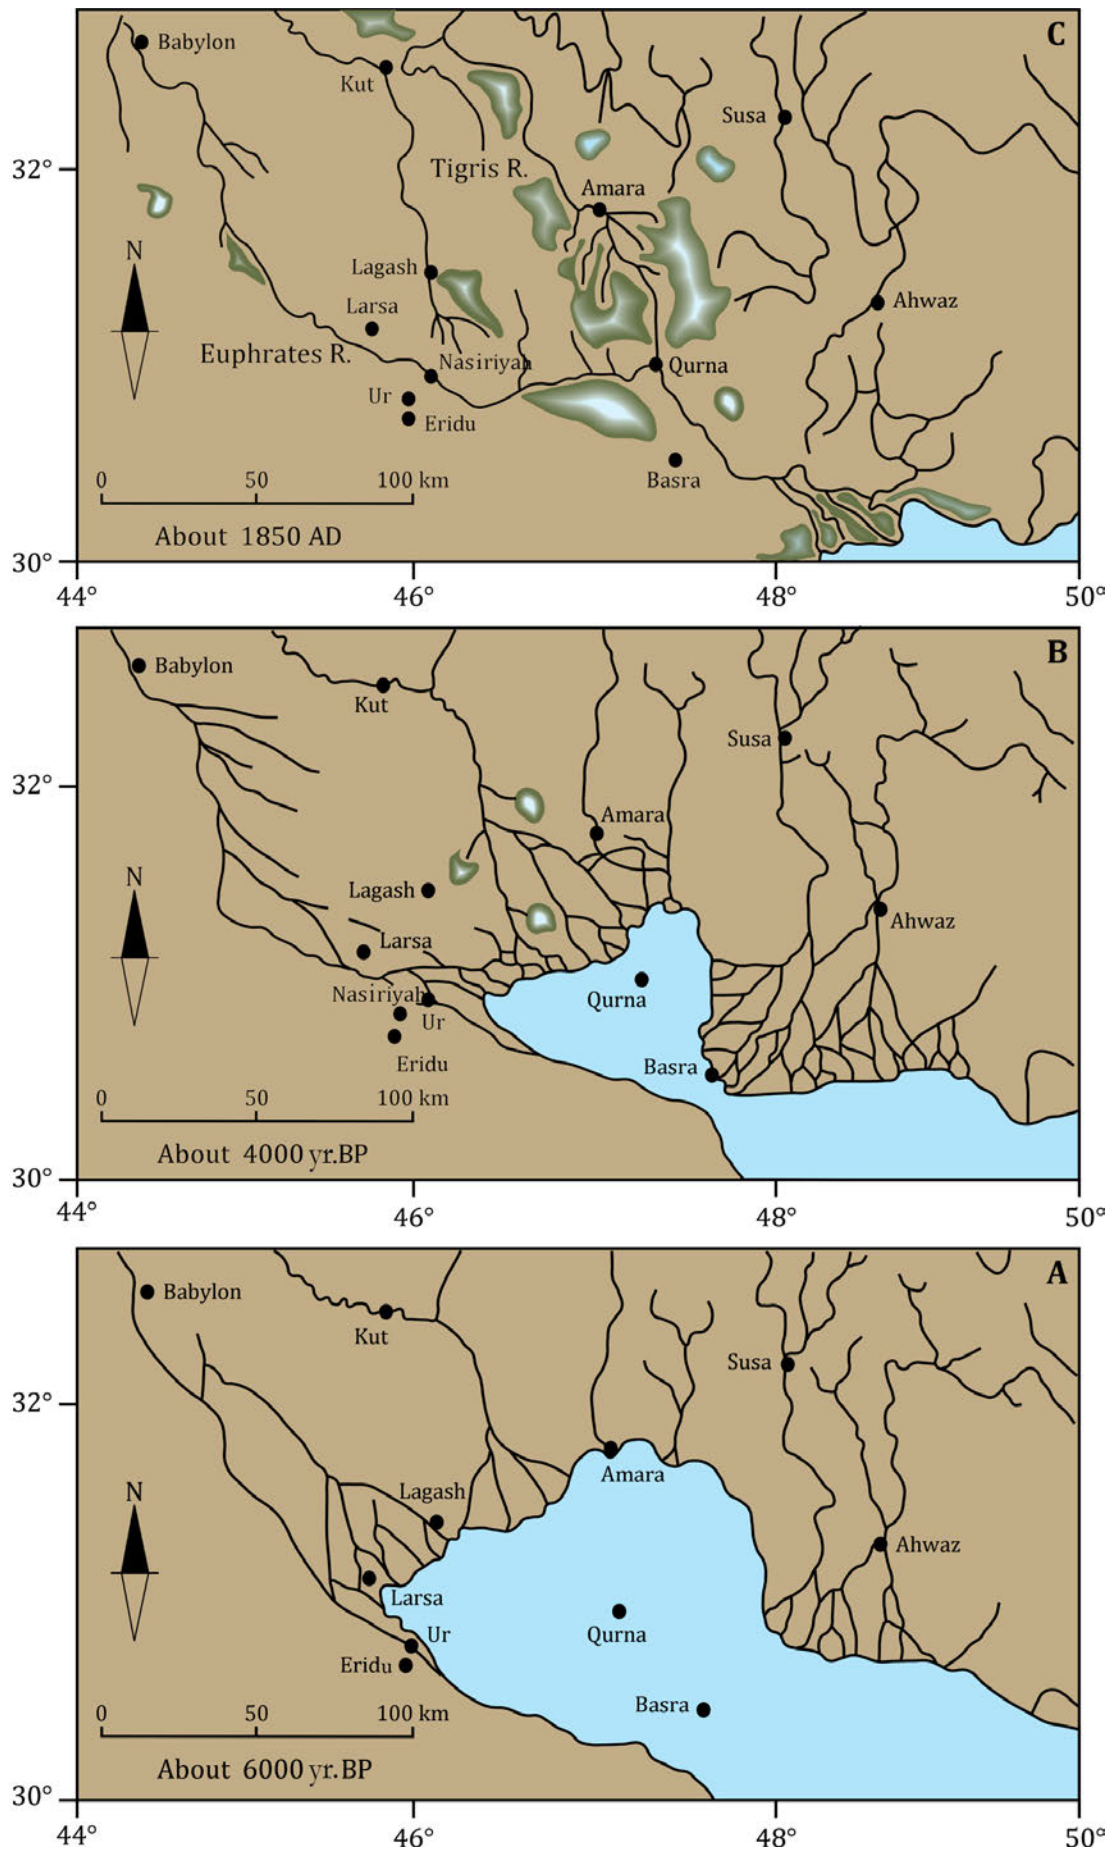 C
Babylon
Kut
Susa
32°
Tigris R.
Amara
N
Lagash
Larsa
Ahwaz
Euphrates R.
Nasiriyah
Qurna
Ur
Eridu
Basra
0 50 100 km
About 1850 AD
30°
44° 46° 48° 50°
B
Babylon
Kut
Susa
32°
Amara
N
Lagash
Ahwaz
Larsa
Nasiriyah
Qurna
Ur
Eridu
Basra
0 50 100 km
About 4000 yr.BP
30°
44° 46° 48° 50°
A
Babylon
Kut
Susa
32°
Amara
N
Lagash
Ahwaz
Larsa
Ur
Qurna
Eridu
Basra
0 50 100 km
About 6000 yr.BP
30°
44° 46° 48° 50°